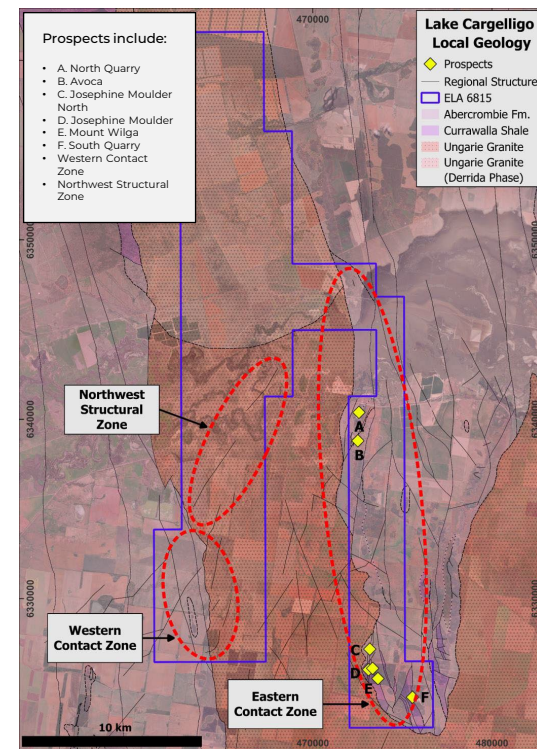 Prospects include:
• A. North Quarry
• B. Avoca
• C. Josephine Moulder
North
• D. Josephine Moulder
• E. Mount Wilga
• F. South Quarry
• Western Contact
Zone
• Northwest Structural
Zone
470000
Lake Cargelligo
Local Geology
Prospects
Regional Structure
ELA 6815
Abercrombie Fm.
Currawalla Shale
Ungarie Granite
Ungarie Granite
(Derrida Phase)
6350000
6350000
Northwest
Structural
Zone
6340000
6340000
A
B
6330000
6330000
Western
Contact Zone
C
D
E
F
Eastern
Contact Zone
10 km
470000
480000